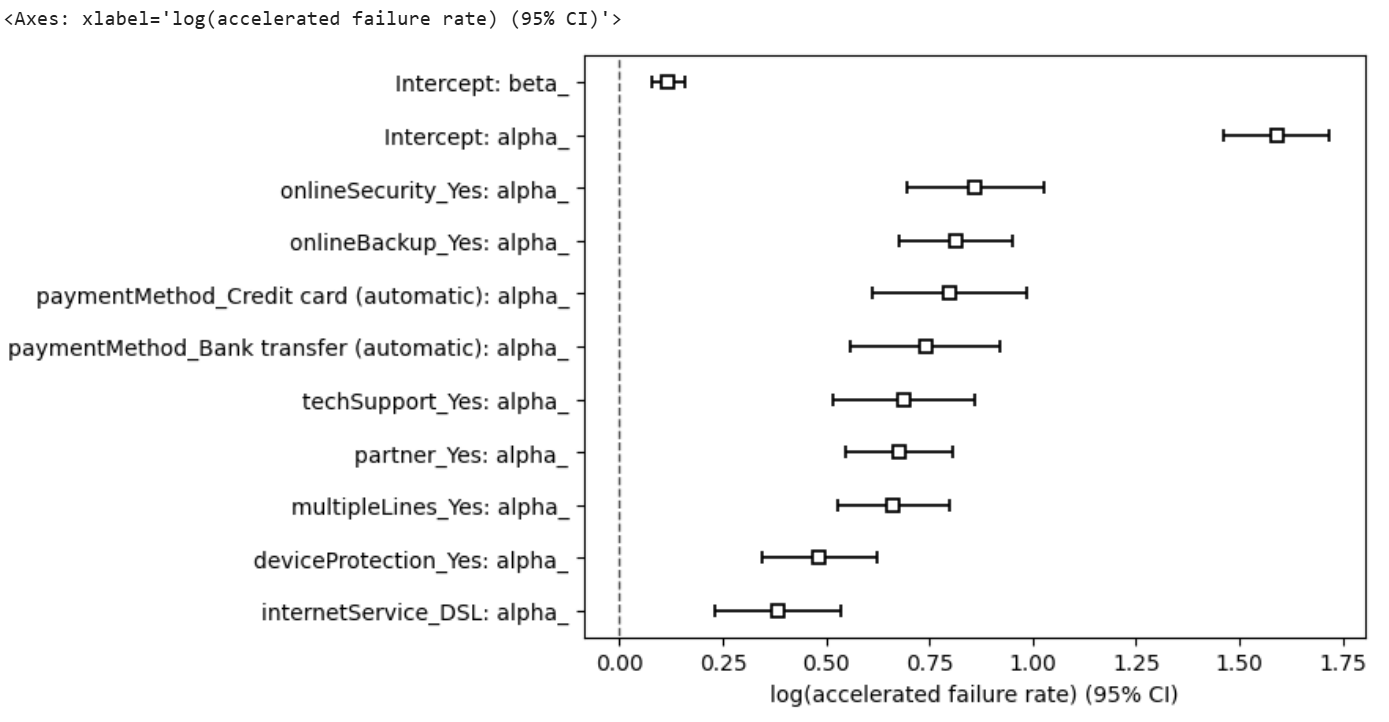 <Axes: xlabel='log(accelerated failure rate) (95% CI)'>
Intercept: beta_
Intercept: alpha_
onlineSecurity_Yes: alpha_
onlineBackup_Yes: alpha_
paymentMethod_Credit card (automatic): alpha_
paymentMethod_Bank transfer (automatic): alpha_
techSupport_Yes: alpha_
partner_Yes: alpha_
multipleLines_Yes: alpha_
deviceProtection_Yes: alpha_
internetService_DSL: alpha_
0.00 0.25 0.50 0.75 1.00 1.25 1.50 1.75
log(accelerated failure rate) (95% CI)